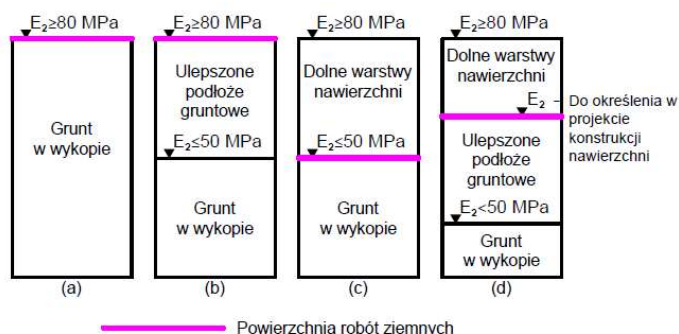 E₂≥80 MPa
E₂≥80 MPa
E₂≥80 MPa
E₂≥80 MPa
Grunt
w wykopie
Ulepszone
podłoże
gruntowe
E₂≤50 MPa
Grunt
w wykopie
Dolne warstwy
nawierzchni
E₂≤50 MPa
Grunt
w wykopie
Dolne warstwy
nawierzchni
E₂ – Do określenia w
projekcie
konstrukcji
nawierzchni
Ulepszone
podłoże
gruntowe
E₂<50 MPa
Grunt
w wykopie
(a)
(b)
(c)
(d)
Powierzchnia robót ziemnych